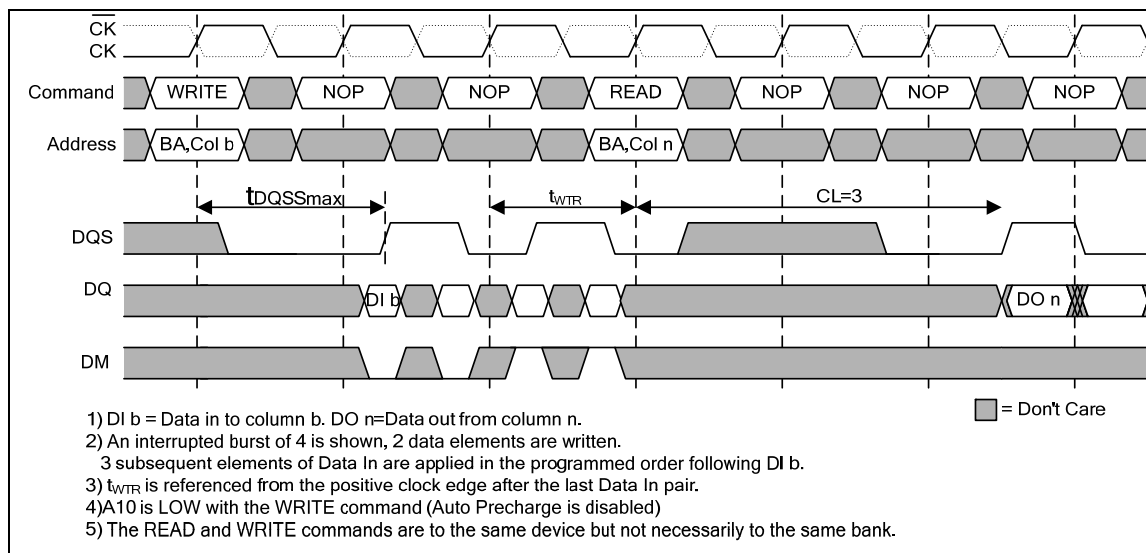 CK
CK
Command WRITE NOP NOP READ NOP NOP NOP
Address BA,Col b BA,Col n
tDQSSmax tWTR CL=3
DQS
DQ DI b DO n
DM
1) DI b = Data in to column b. DO n=Data out from column n.
2) An interrupted burst of 4 is shown, 2 data elements are written.
3 subsequent elements of Data In are applied in the programmed order following DI b.
3) tWTR is referenced from the positive clock edge after the last Data In pair.
4)A10 is LOW with the WRITE command (Auto Precharge is disabled)
5) The READ and WRITE commands are to the same device but not necessarily to the same bank.
= Don't Care